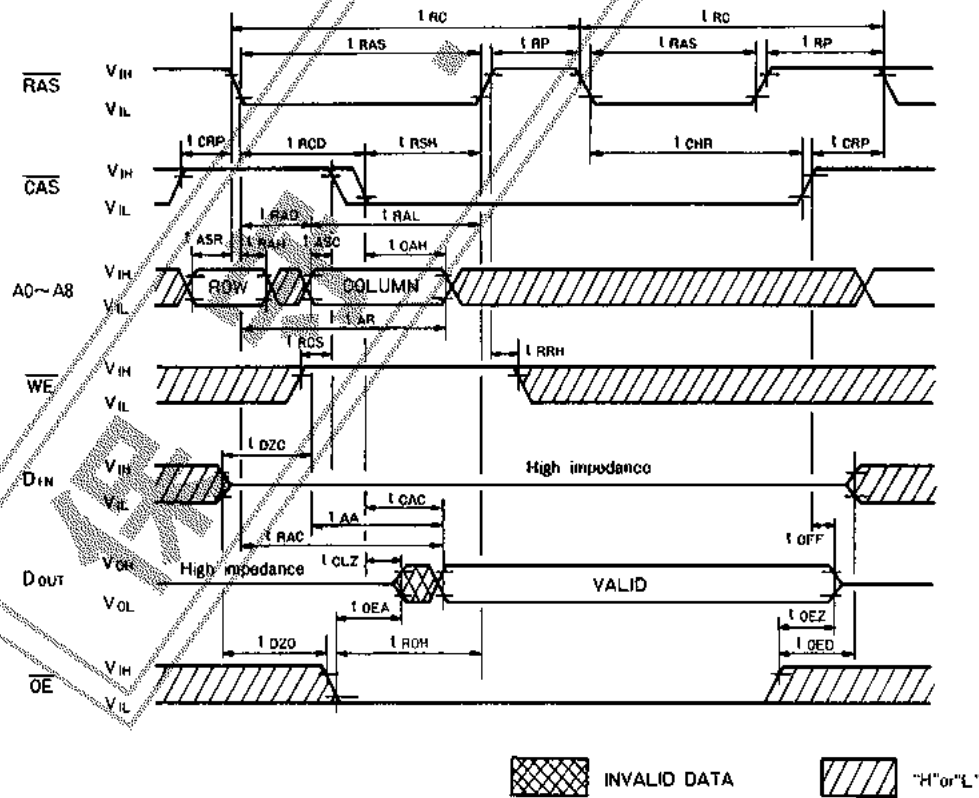 t RC t RC
t RAS t RP t RAS t RP
RAS VIH
VIL
t CRP t RCD t RSH t CHR t CRP
CAS VIH
VIL
t RAD t RAL
t ASR t RAH t ASC t CAH
A0~A8 VIH ROW COLUMN
VIL
t AR
t RCS t RRH
WE VIH
VIL
t DZC
DIN VIH High impedance
VIL
t CAC
t AA
t RAC t OFF
t CLZ
DOUT VOH High impedance VALID
VOL
t OEA t OEZ
t DZO t ROH t OED
OE VIH
VIL
INVALID DATA "H"or"L"